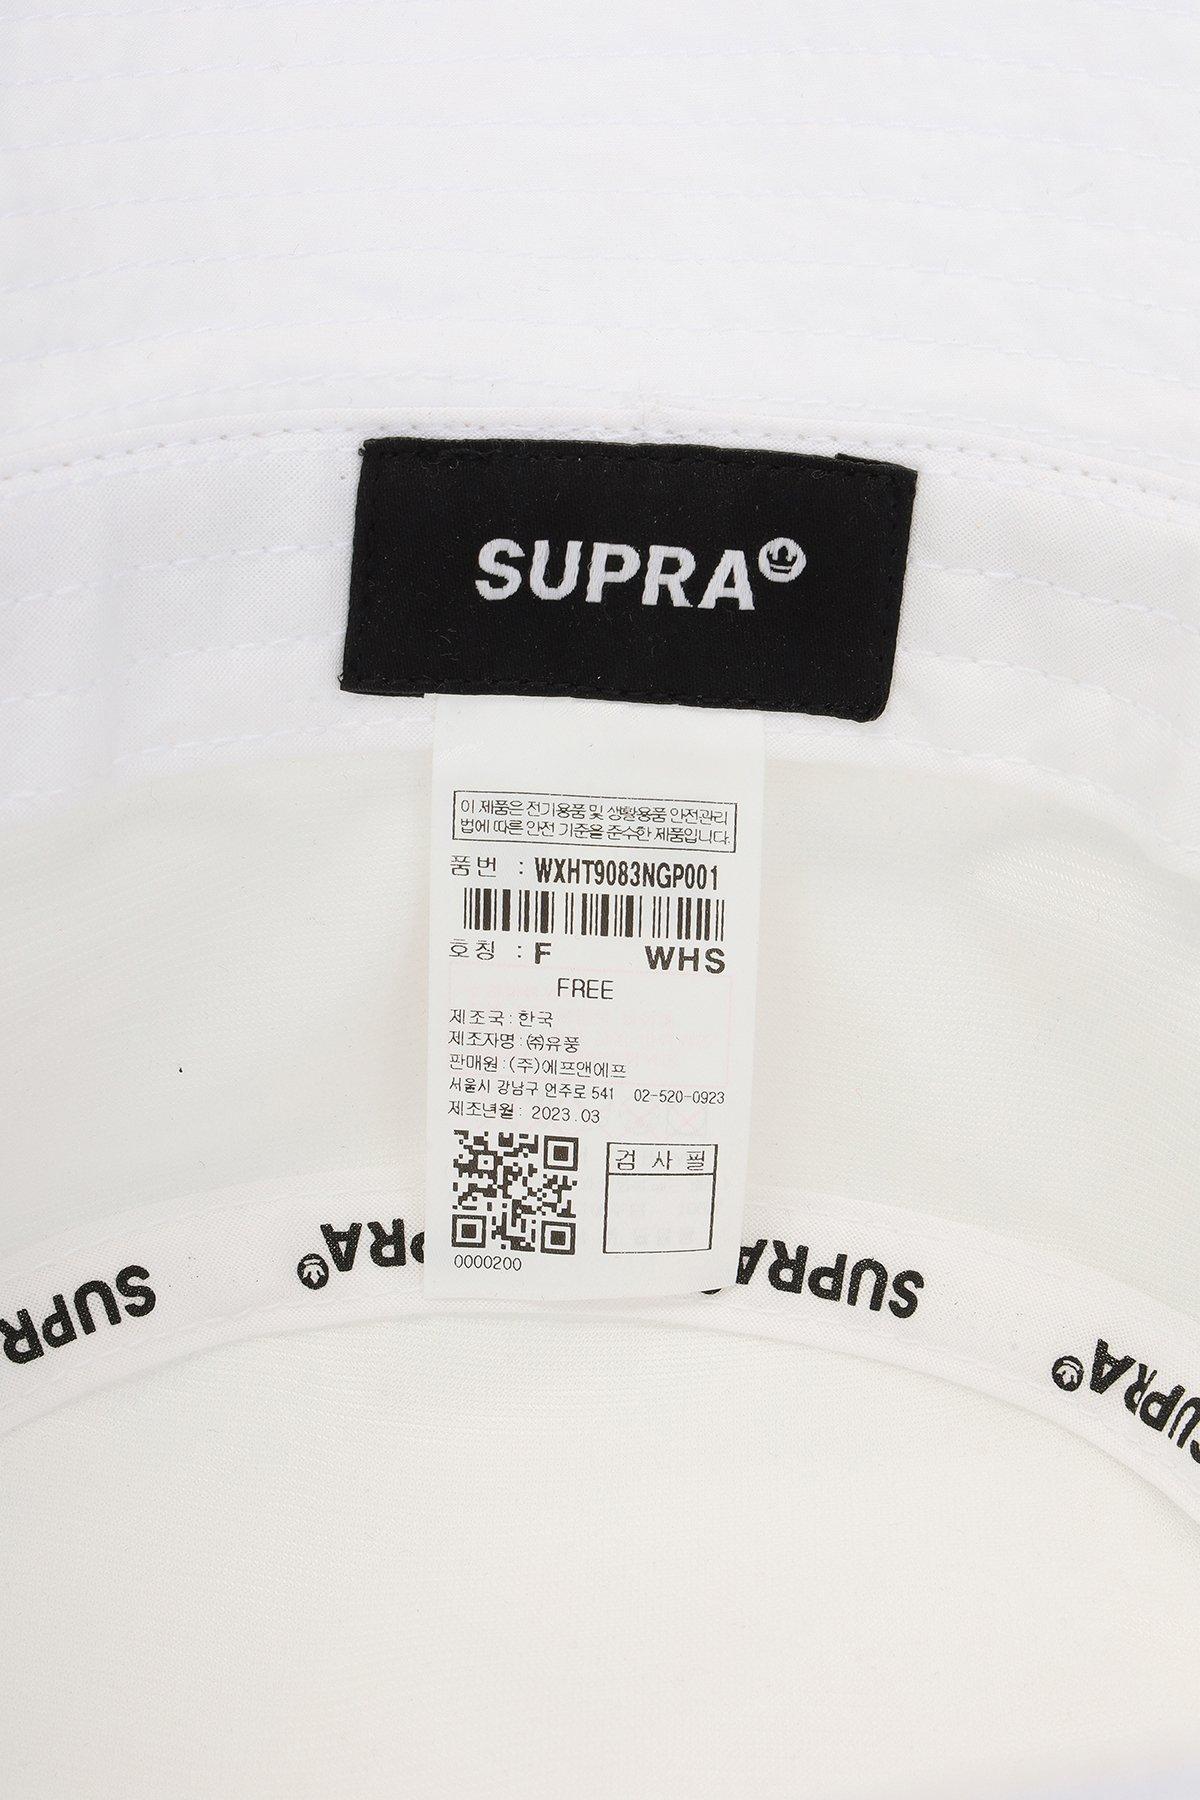 SUPRA
이 제품은 전기용품 및 생활용품 안전관리
법에 따른 안전 기준을 준수한 제품입니다.
품번 : WXHT9083NGP001
호칭 : F WHS
FREE
제조국 : 한국
제조자명 : ㈜유풍
판매원 : (주)에프앤에프
서울시 강남구 언주로 541 02-520-0923
제조년월 : 2023.03
검 사 필
0000200
SUPRA
SUPRA
SUPRA
SUPRA